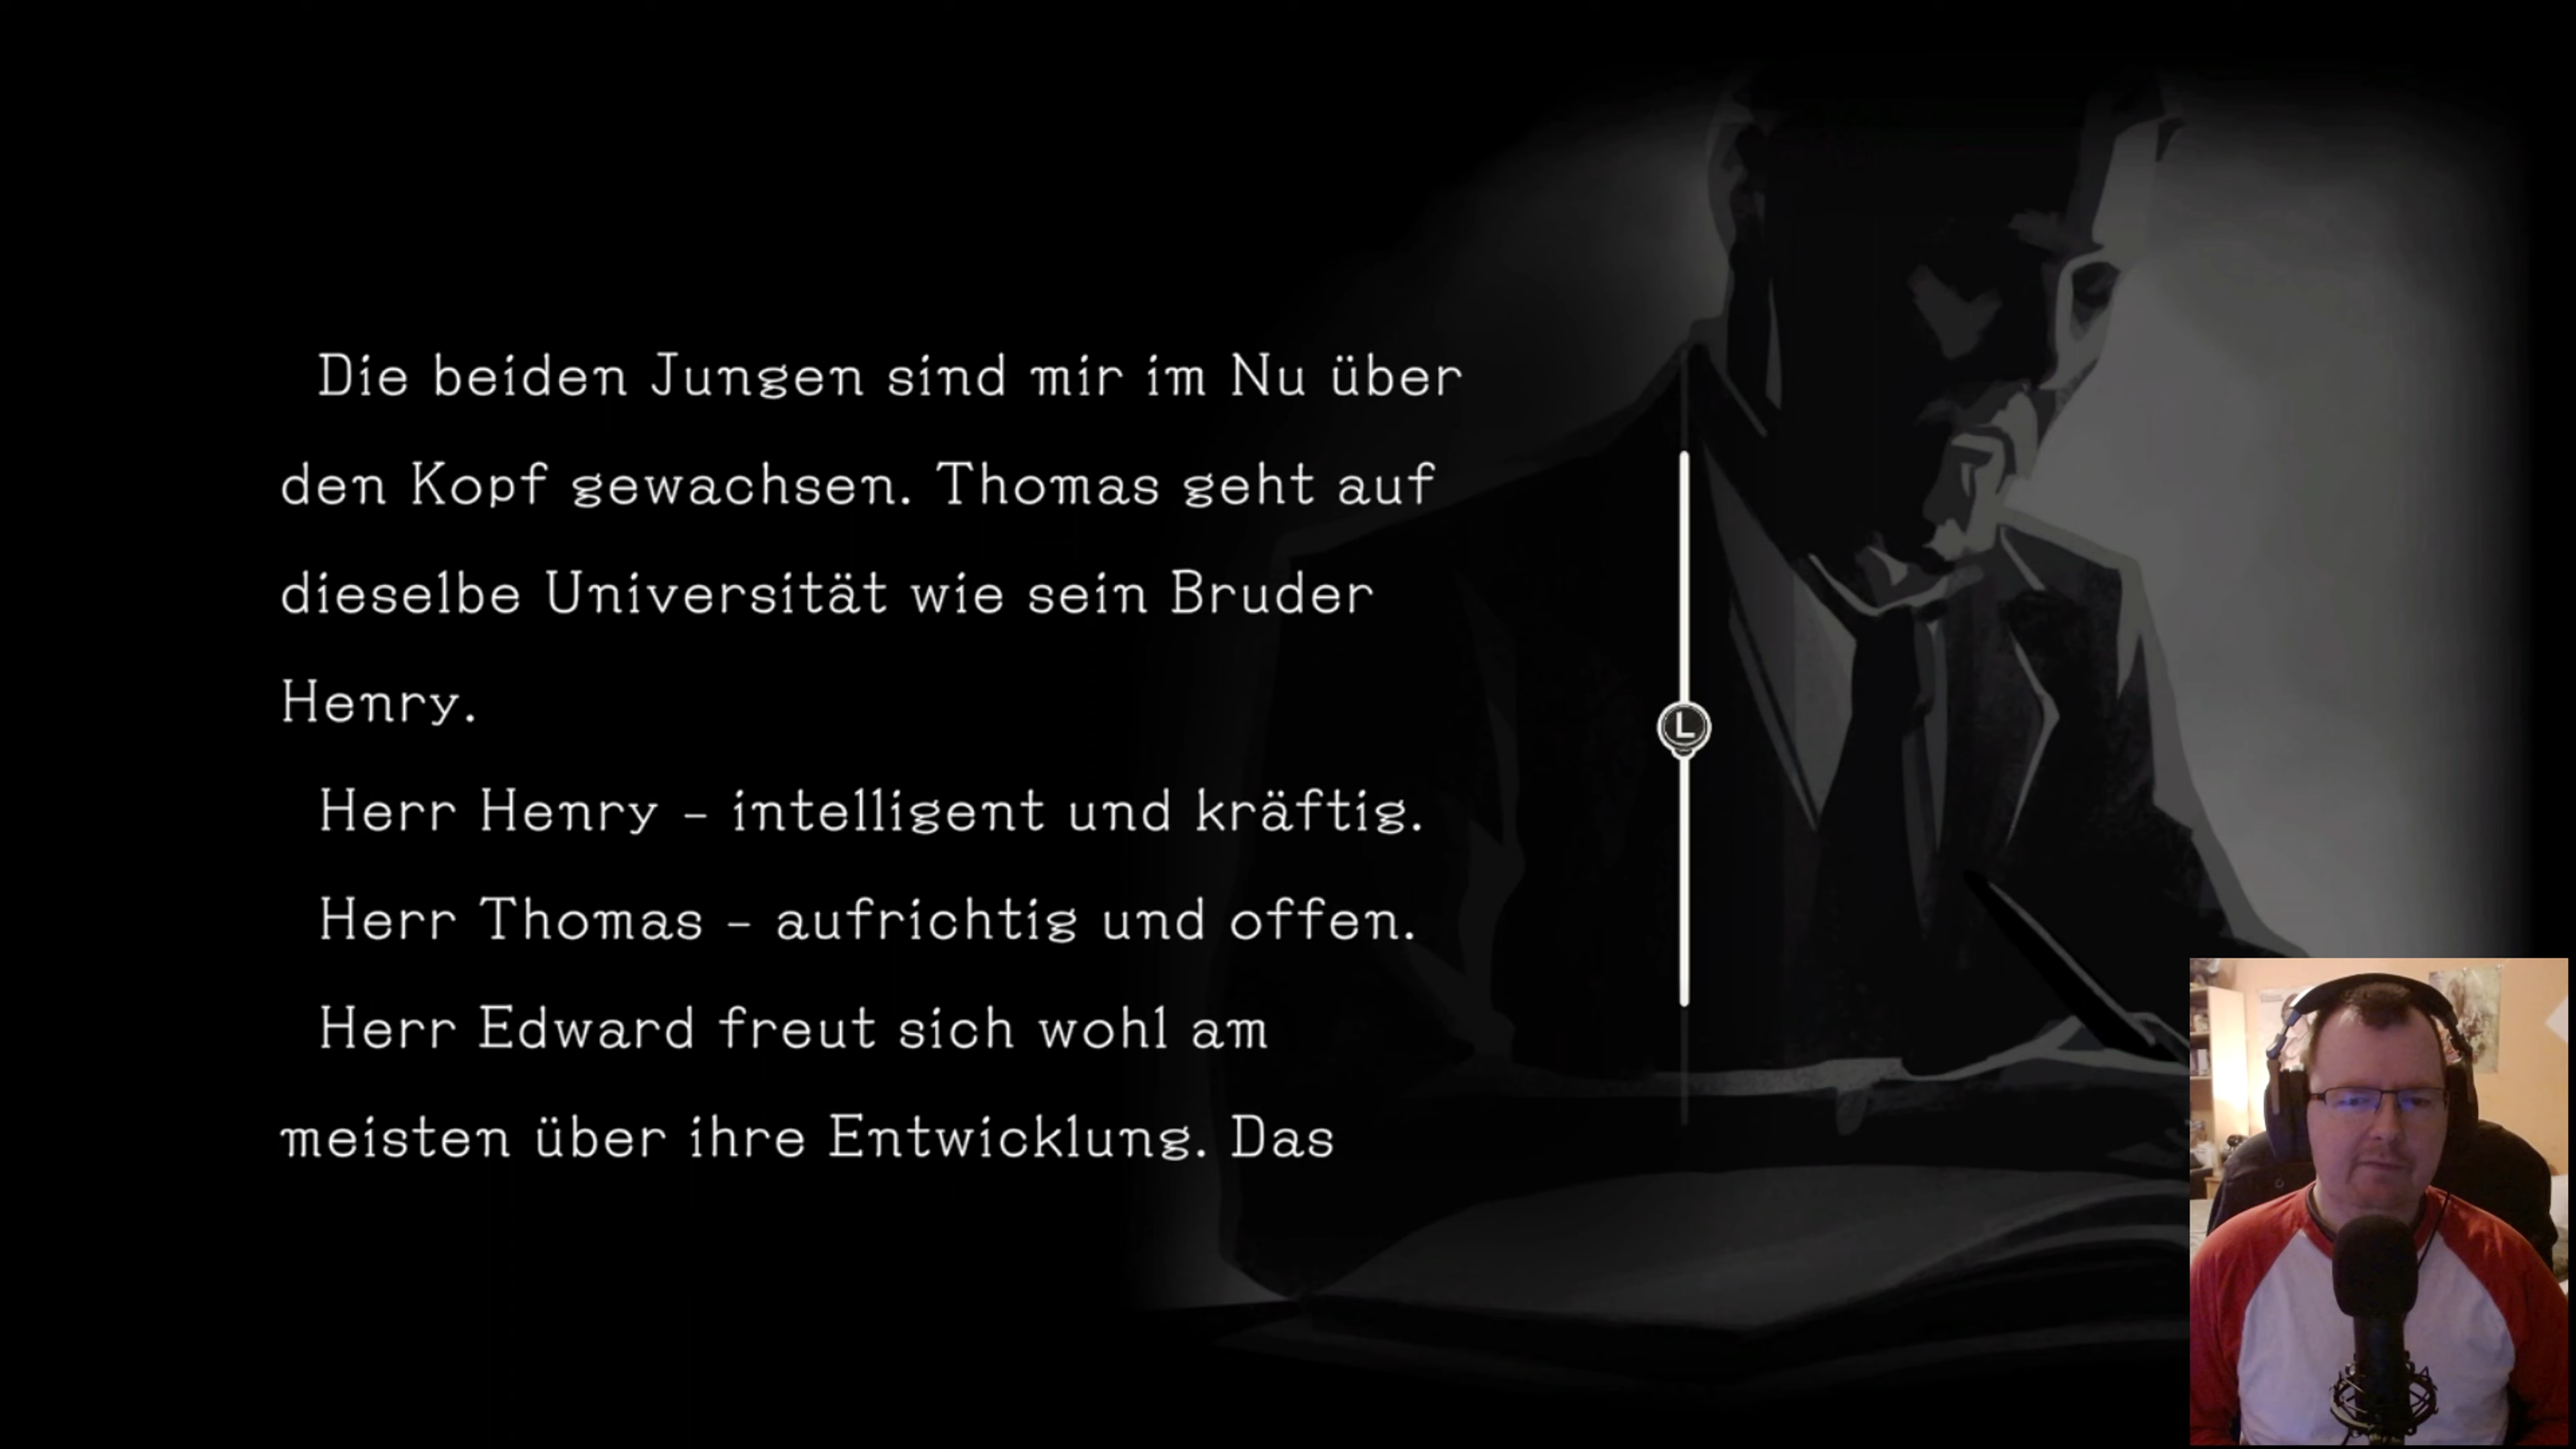 Die beiden Jungen sind mir im Nu über
den Kopf gewachsen. Thomas geht auf
dieselbe Universität wie sein Bruder
Henry.
Herr Henry – intelligent und kräftig.
Herr Thomas – aufrichtig und offen.
Herr Edward freut sich wohl am
meisten über ihre Entwicklung. Das
L